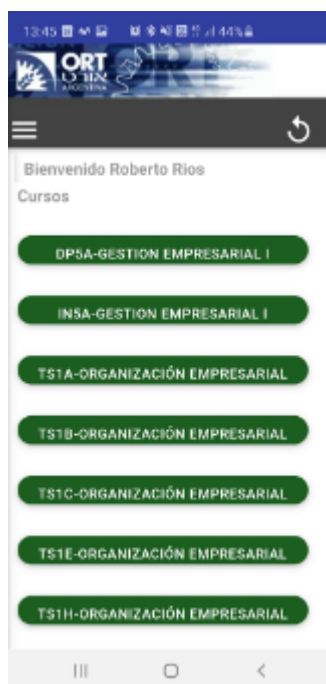 13:45 44%
ORT
אורט
ARGENTINA
Bienvenido Roberto Rios
Cursos
DP5A-GESTION EMPRESARIAL I
IN5A-GESTION EMPRESARIAL I
TS1A-ORGANIZACIÓN EMPRESARIAL
TS1B-ORGANIZACIÓN EMPRESARIAL
TS1C-ORGANIZACIÓN EMPRESARIAL
TS1E-ORGANIZACIÓN EMPRESARIAL
TS1H-ORGANIZACIÓN EMPRESARIAL